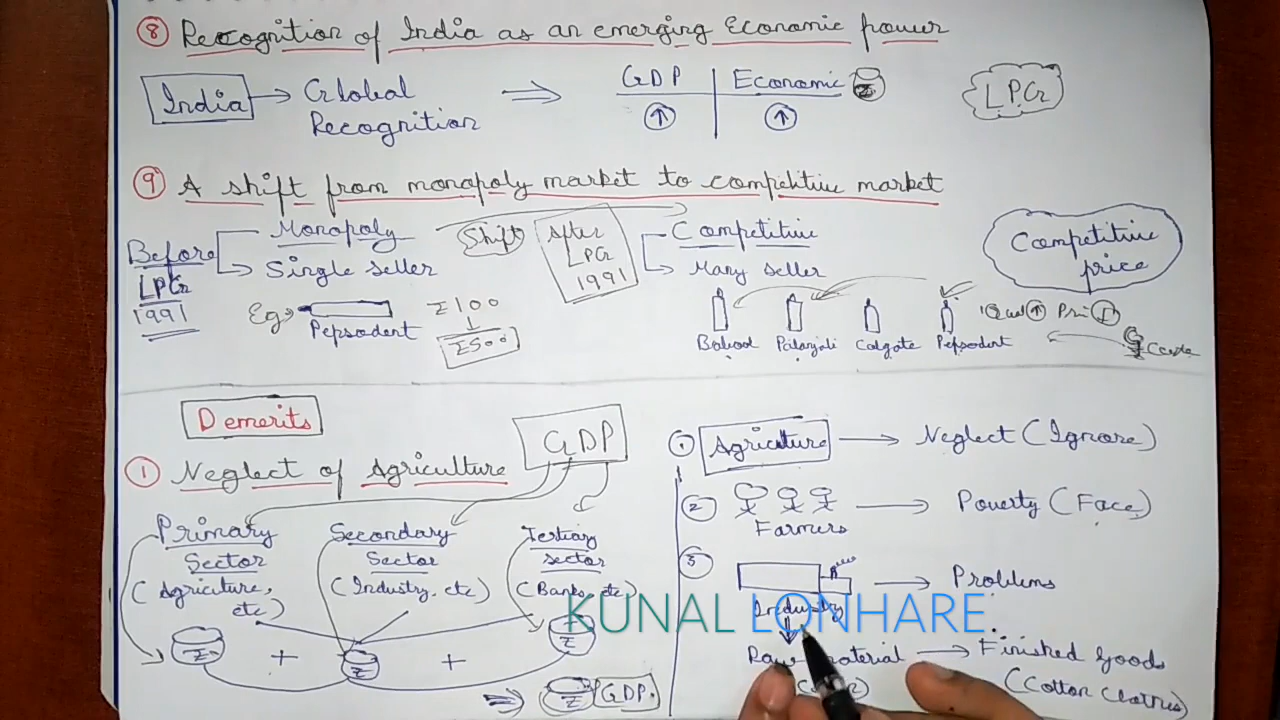 ⑧ Recognition of India as an emerging Economic power
India → Global Recognition ⇒
GDP | Economic
↑ | ↑
LPG
⑨ A shift from monopoly market to competitive market
Before LPG 1991
Monopoly
Single seller
Shift
After LPG 1991
Competitive
Many seller
Competitive price
Eg → Pepsodent
₹100
↓
₹500
Babool Patanjali Colgate Pepsodent
Demerits
GDP
① Neglect of Agriculture
Primary Sector (Agriculture, etc)
Secondary Sector (Industry, etc)
Tertiary sector (Banks, etc)
+ +
GDP.
① Agriculture → Neglect (Ignore)
② Farmers → Poverty (Face)
③ Industry → Problems
KUNAL LONHARE
Raw material → Finished goods
(Cotton Clothes)